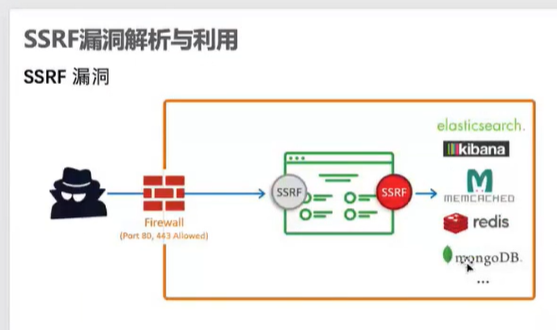 SSRF漏洞解析与利用
SSRF 漏洞
elasticsearch.
kibana
SSRF
SSRF
MEMCACHED
Firewall
(Port 80, 443 Allowed)
redis
mongoDB.
...